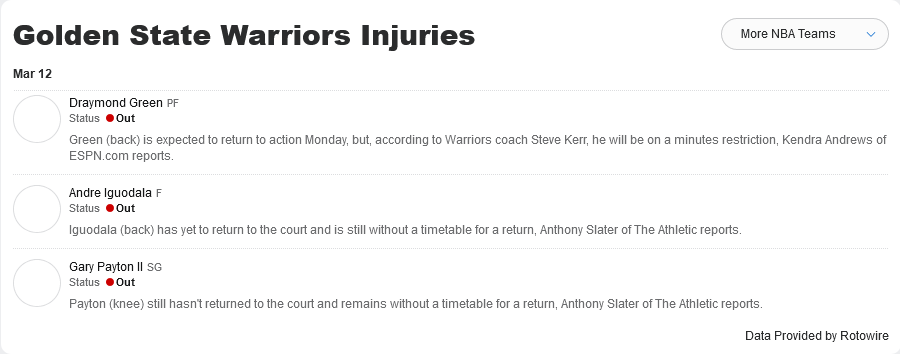 Golden State Warriors Injuries
More NBA Teams
Mar 12
Draymond Green PF
Status Out
Green (back) is expected to return to action Monday, but, according to Warriors coach Steve Kerr, he will be on a minutes restriction, Kendra Andrews of
ESPN.com reports.
Andre Iguodala F
Status Out
Iguodala (back) has yet to return to the court and is still without a timetable for a return, Anthony Slater of The Athletic reports.
Gary Payton II SG
Status Out
Payton (knee) still hasn't returned to the court and remains without a timetable for a return, Anthony Slater of The Athletic reports.
Data Provided by Rotowire